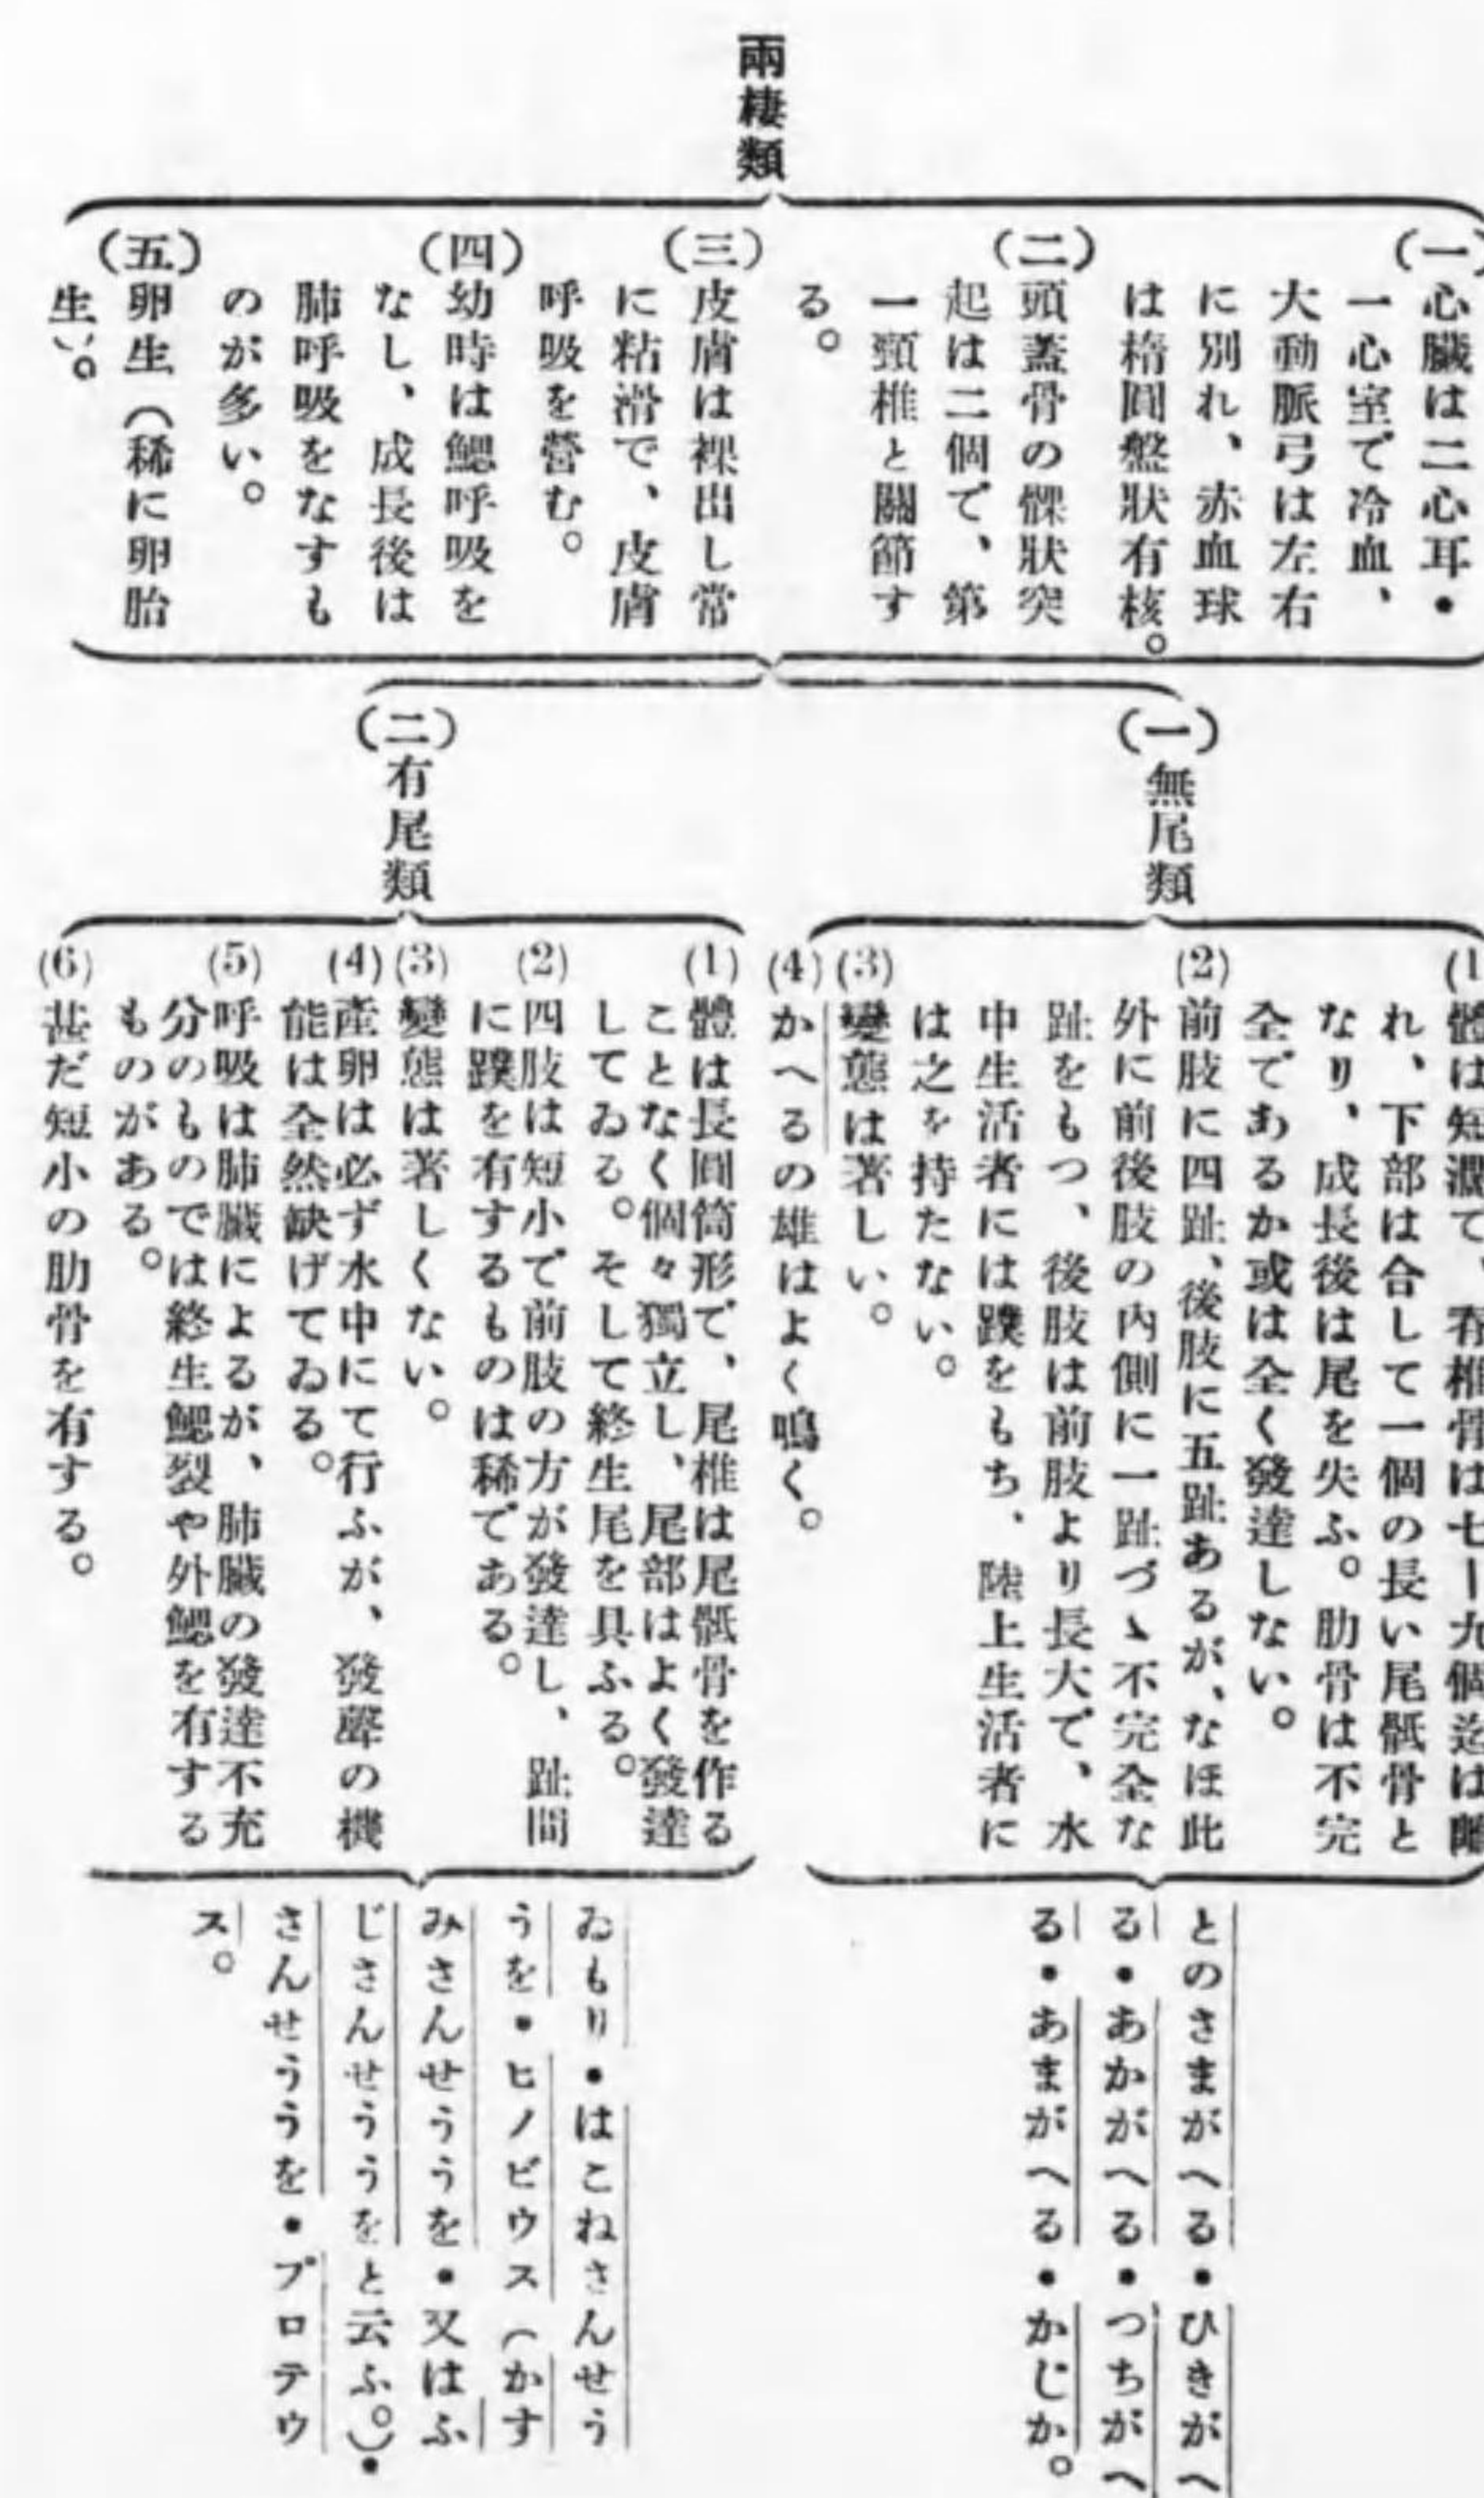 兩棲類
(一)心臟は二心耳・
一心室で冷血、
大動脈弓は左右
に別れ、赤血球
は楕圓盤狀有核。
(二)頭蓋骨の髁狀突
起は二個で、第
一頸椎と關節す
る。
(三)皮膚は裸出し常
に粘滑で、皮膚
呼吸を營む。
(四)幼時は鰓呼吸を
なし、成長後は
肺呼吸をなすも
のが多い。
(五)卵生(稀に卵胎
生)。
(一)無尾類
(1)體は短濶で、脊椎骨は七ー九個迄は離
れ、下部は合して一個の長い尾骶骨と
なり、成長後は尾を失ふ。肋骨は不完
全であるか或は全く發達しない。
(2)前肢に四趾、後肢に五趾あるが、なほ此
外に前後肢の內側に一趾づゝ不完全な
趾をもつ、後肢は前肢より長大で、水
中生活者には蹼をもち、陸上生活者に
は之を持たない。
(3)變態は著しい。
(4)かへるの雄はよく鳴く。
とのさまがへる・ひきがへ
る・あかがへる・つちがへ
る・あまがへる・かじか。
(二)有尾類
(1)體は長圓筒形で、尾椎は尾骶骨を作る
ことなく個々獨立し、尾部はよく發達
してゐる。そして終生尾を具ふる。
(2)四肢は短小で前肢の方が發達し、趾間
に蹼を有するものは稀である。
(3)變態は著しくない。
(4)產卵は必ず水中にて行ふが、發聲の機
能は全然缺げてゐる。
(5)呼吸は肺臟によるが、肺臟の發達不充
分のものでは終生鰓裂や外鰓を有する
ものがある。
(6)甚だ短小の肋骨を有する。
ゐもり・はこねさんせう
うを・ヒノビウス(かす
みさんせううを・又はふ
じさんせううをと云ふ。)・
さんせううを・プロテウ
ス。